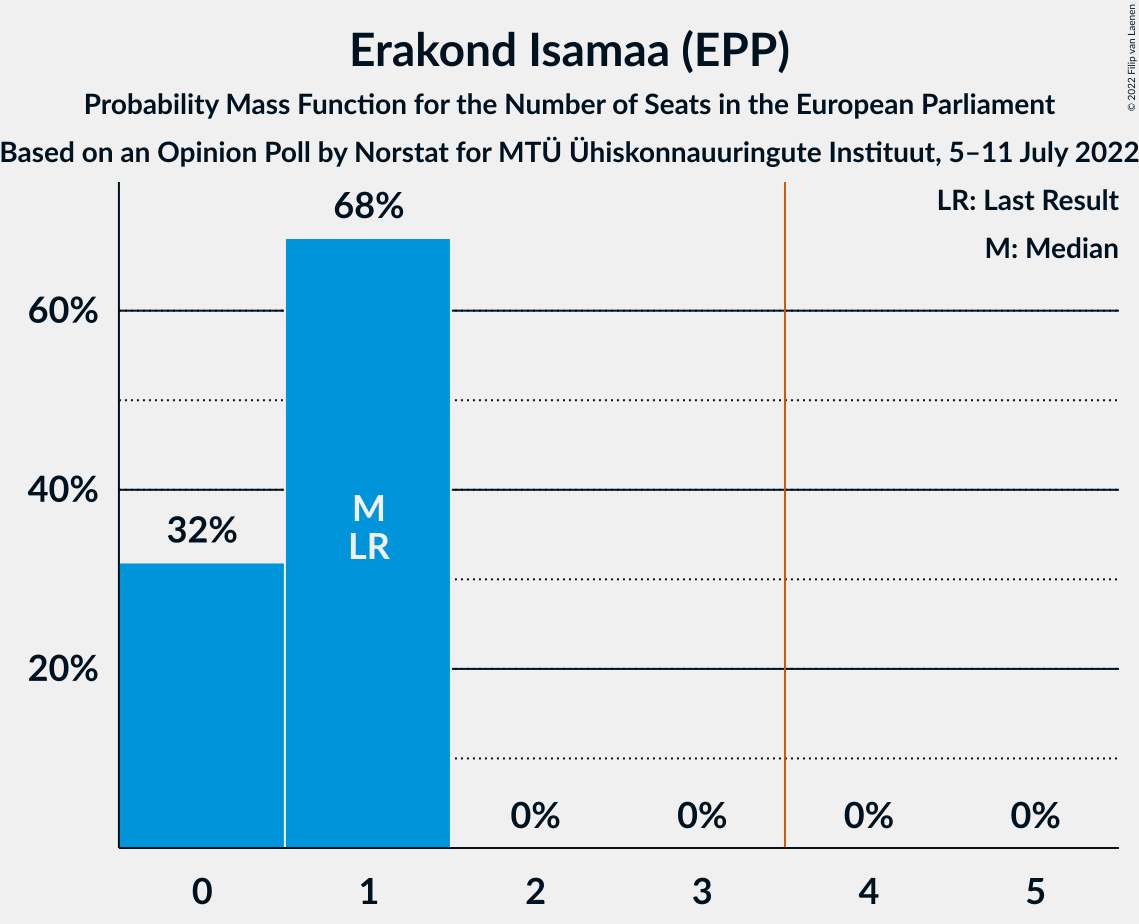 Erakond Isamaa (EPP)
Probability Mass Function for the Number of Seats in the European Parliament
Based on an Opinion Poll by Norstat for MTÜ Ühiskonnauuringute Instituut, 5–11 July 2022
© 2022 Filip van Laenen
LR: Last Result
M: Median
68%
60%
40%
M
LR
32%
20%
0% 0% 0% 0%
0 1 2 3 4 5